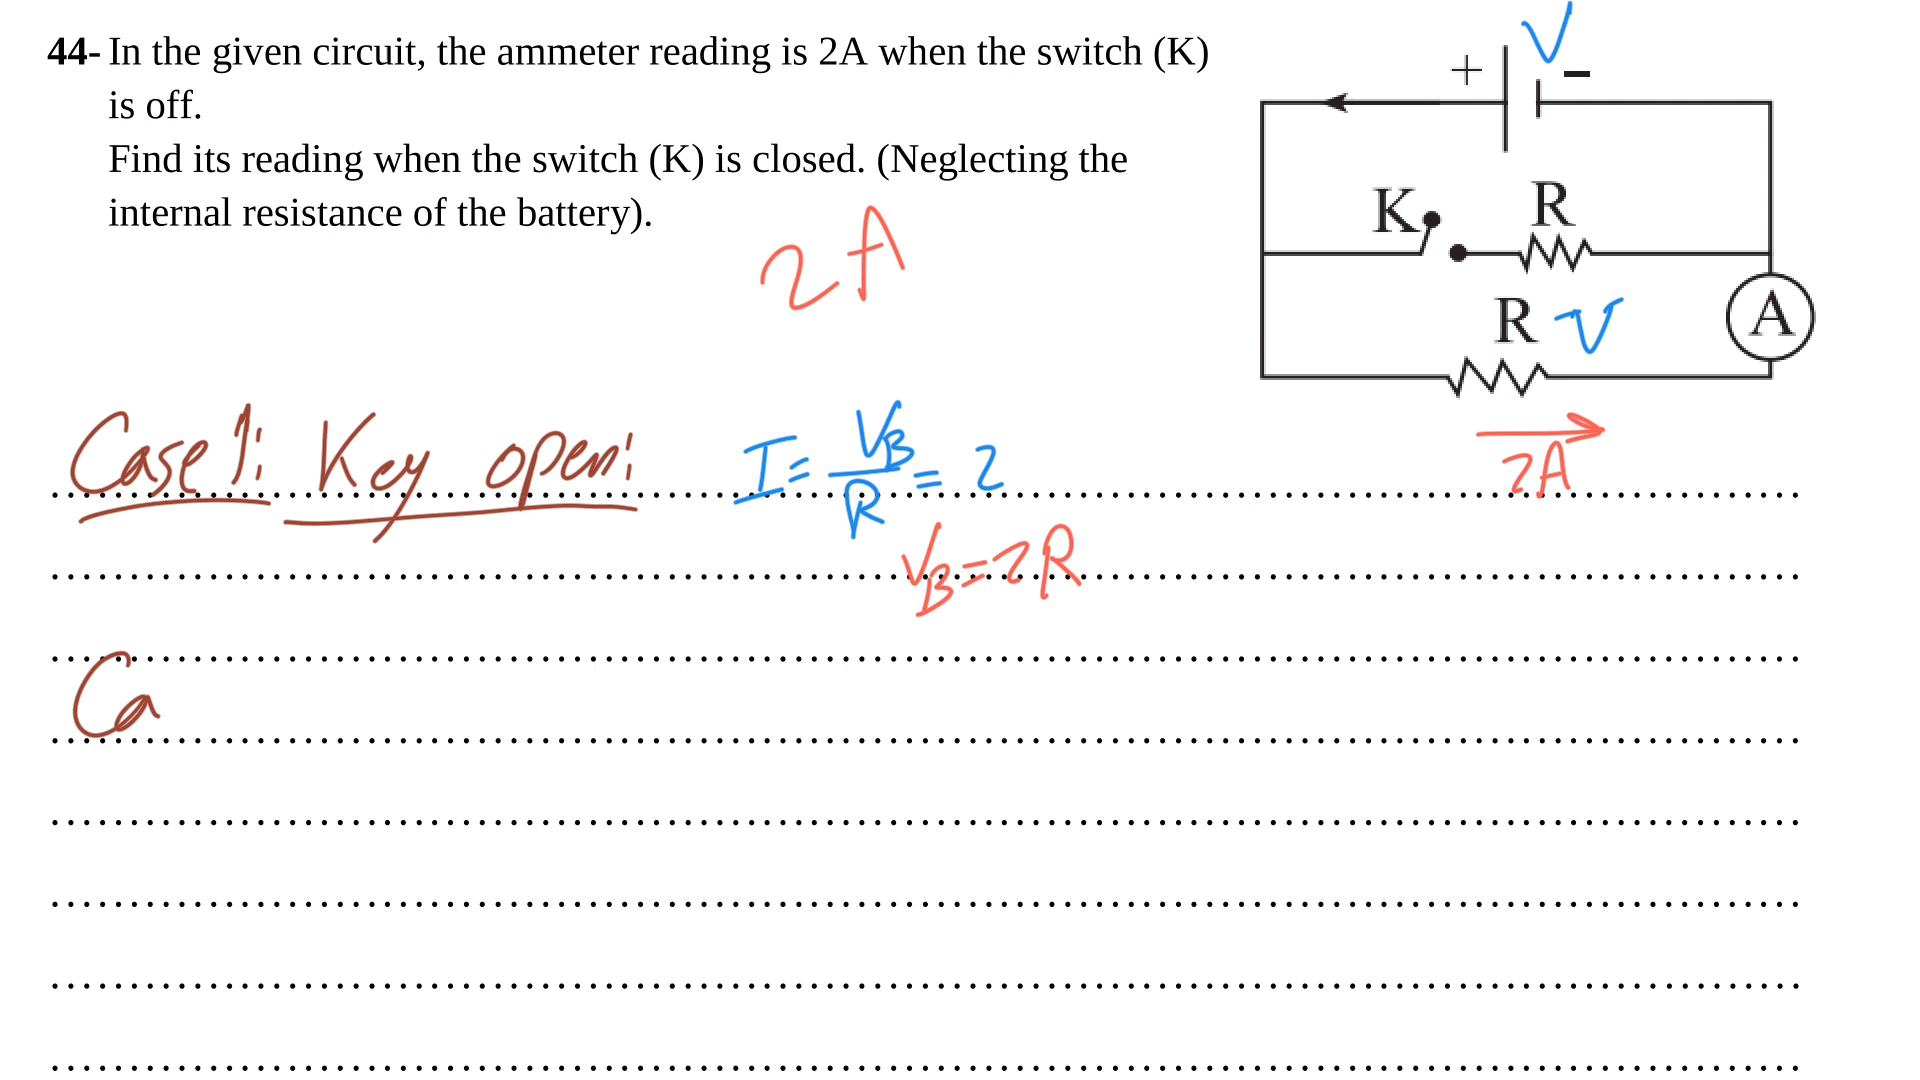 44- In the given circuit, the ammeter reading is 2A when the switch (K)
is off.
Find its reading when the switch (K) is closed. (Neglecting the
internal resistance of the battery).
2A
V
+ −
K R
R V
A
2A
Case 1: Key open: I = V_B/R = 2
V_B = 2R
Ca